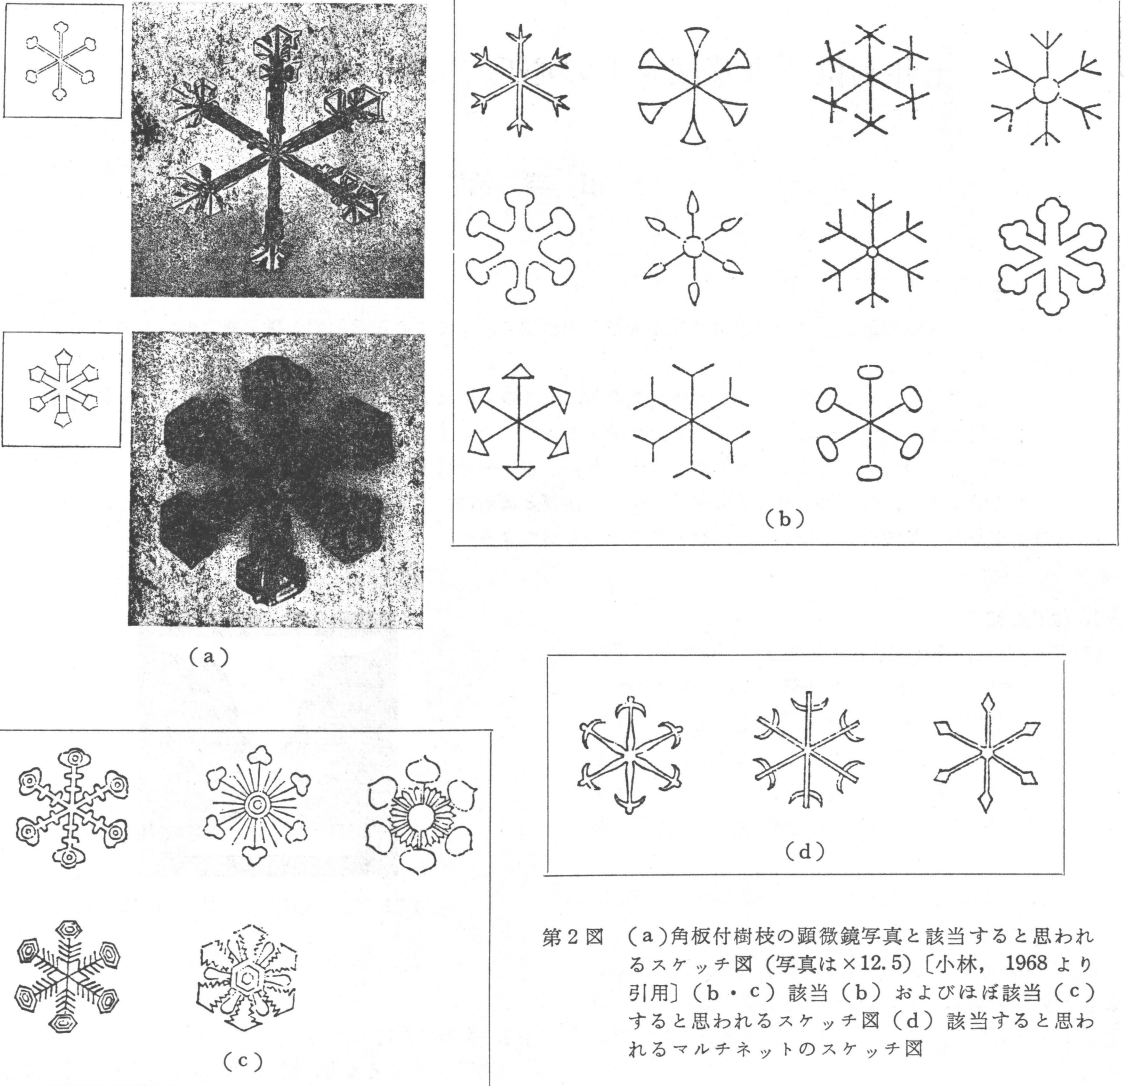 (b)
(a)
(d)
(c)
第2図 (a)角板付樹枝の顕微鏡写真と該当すると思われ
るスケッチ図(写真は×12.5)〔小林, 1968より
引用〕(b・c)該当(b)およびほぼ該当(c)
すると思われるスケッチ図(d)該当すると思わ
れるマルチネットのスケッチ図